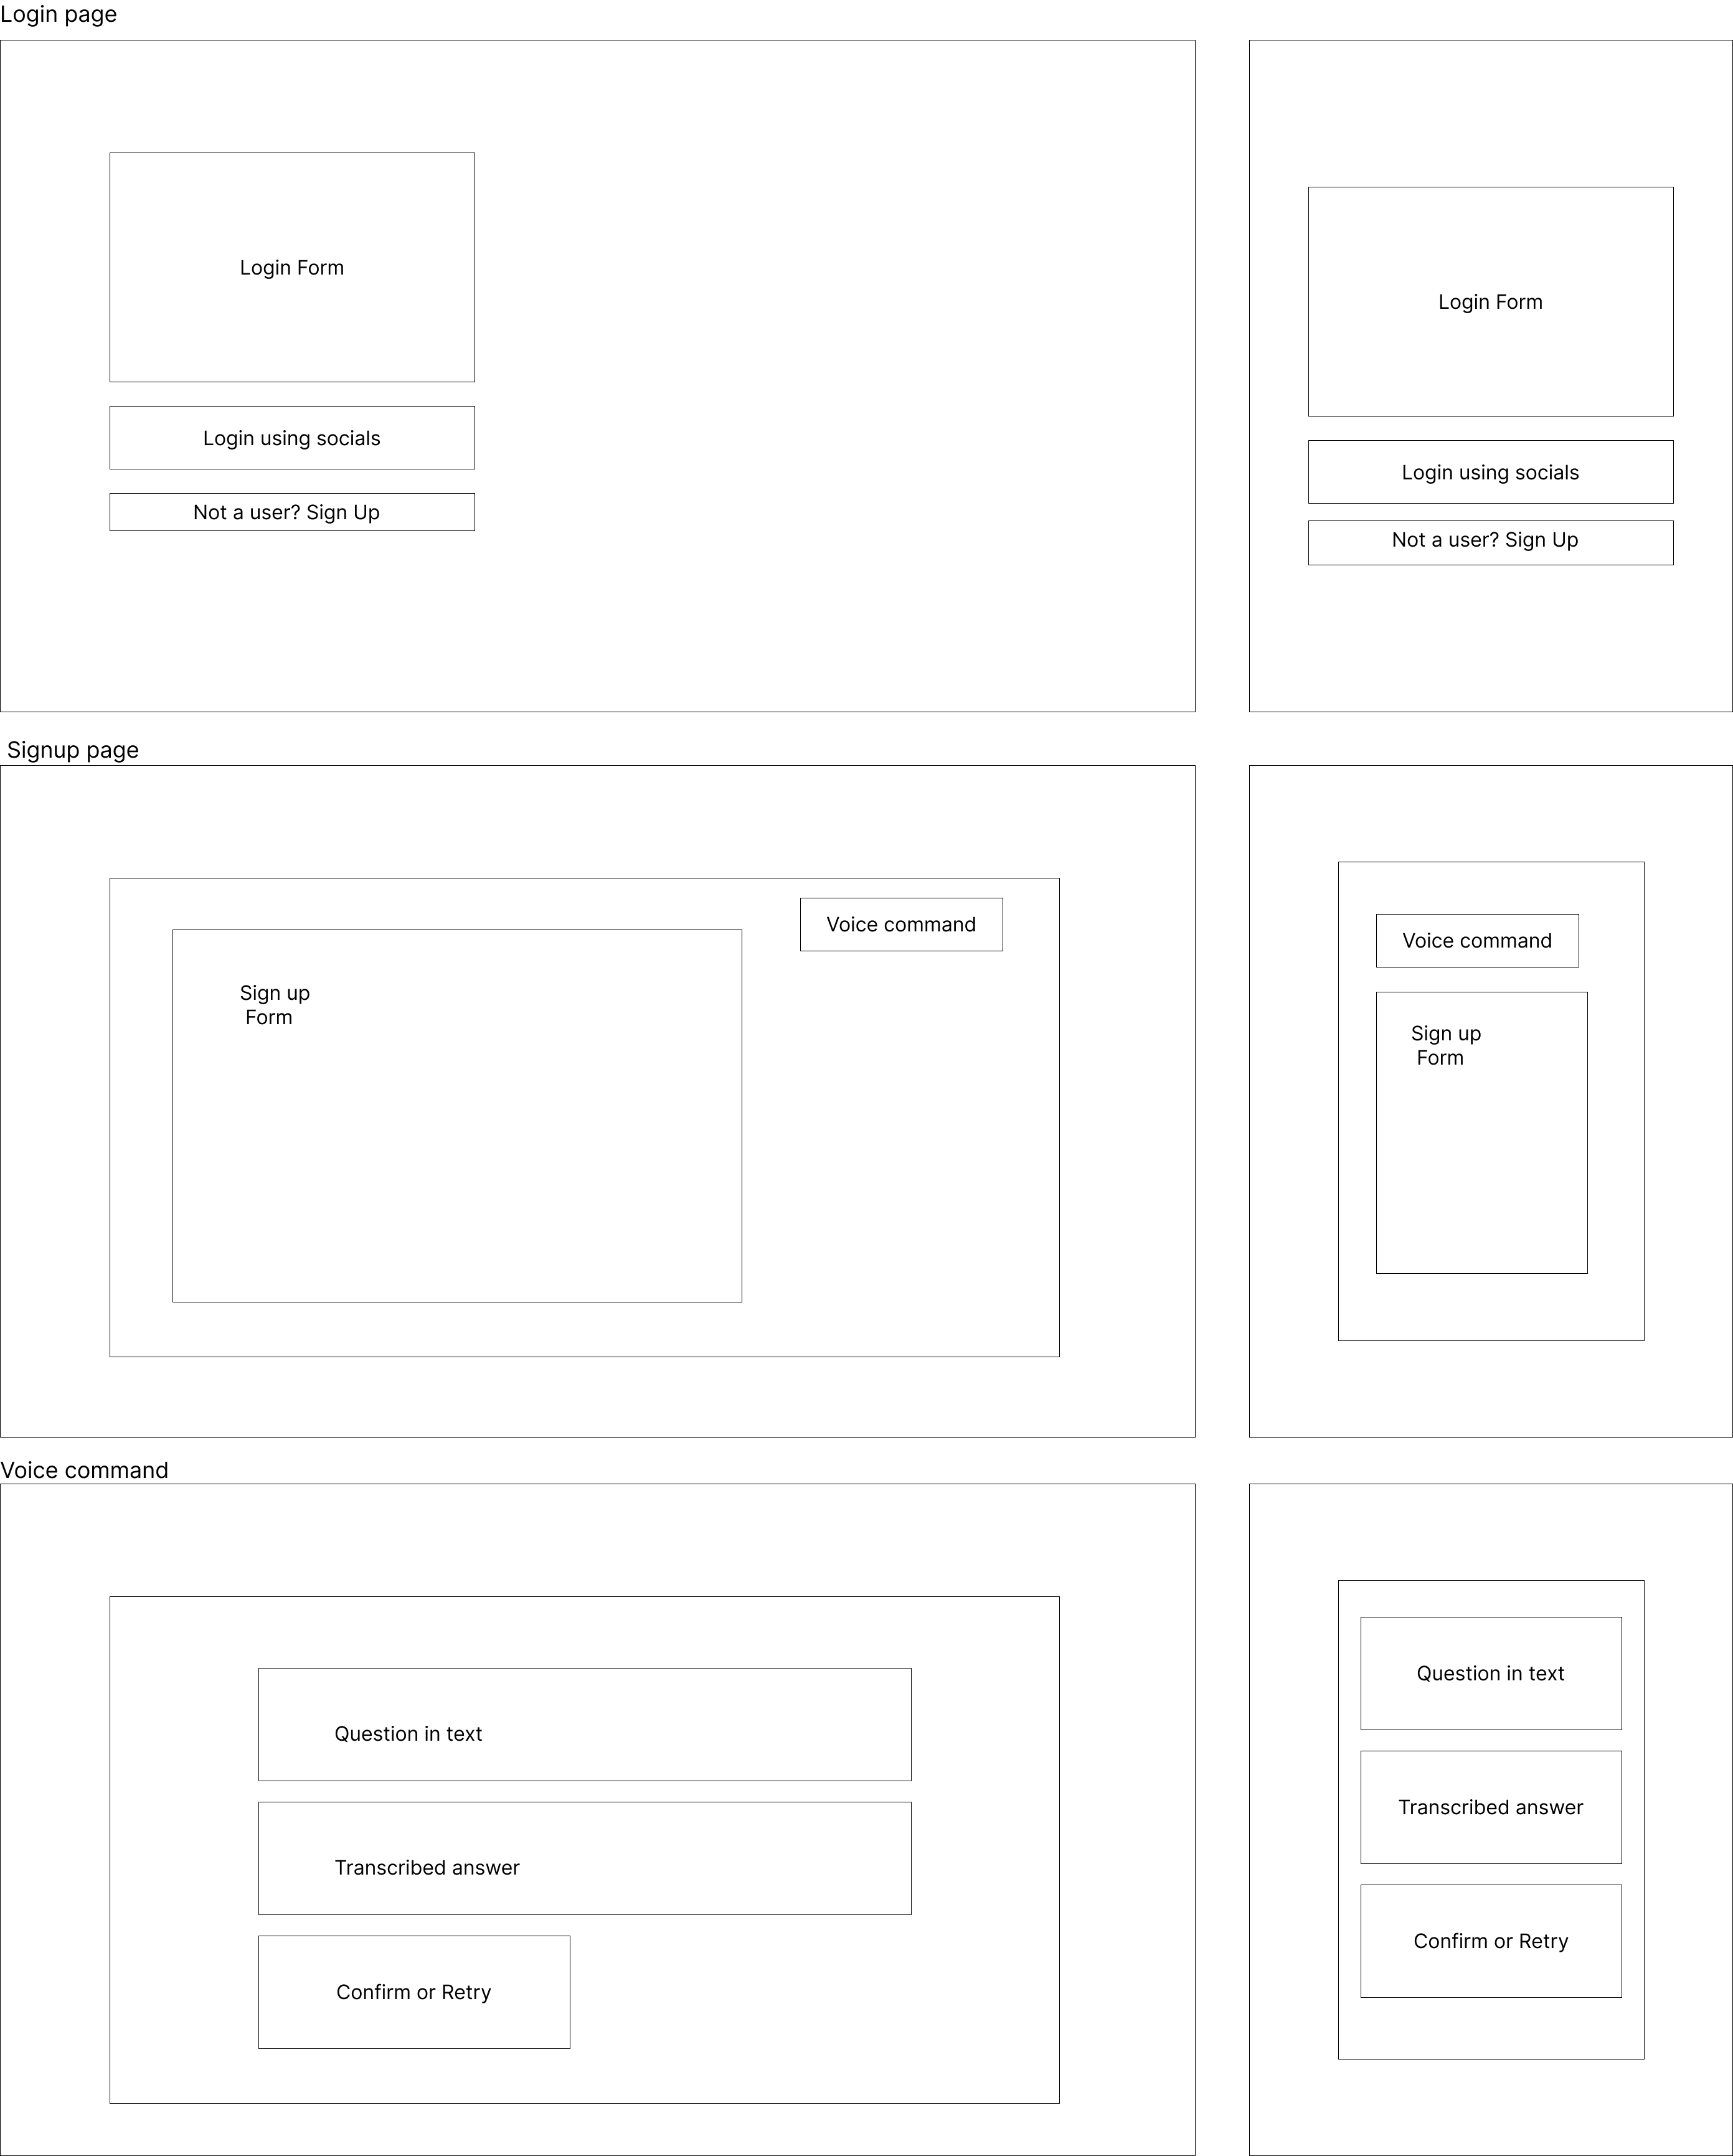 Login page
Login Form
Login using socials
Not a user? Sign Up
Login Form
Login using socials
Not a user? Sign Up
Signup page
Voice command
Sign up
Form
Voice command
Sign up
Form
Voice command
Question in text
Transcribed answer
Confirm or Retry
Question in text
Transcribed answer
Confirm or Retry